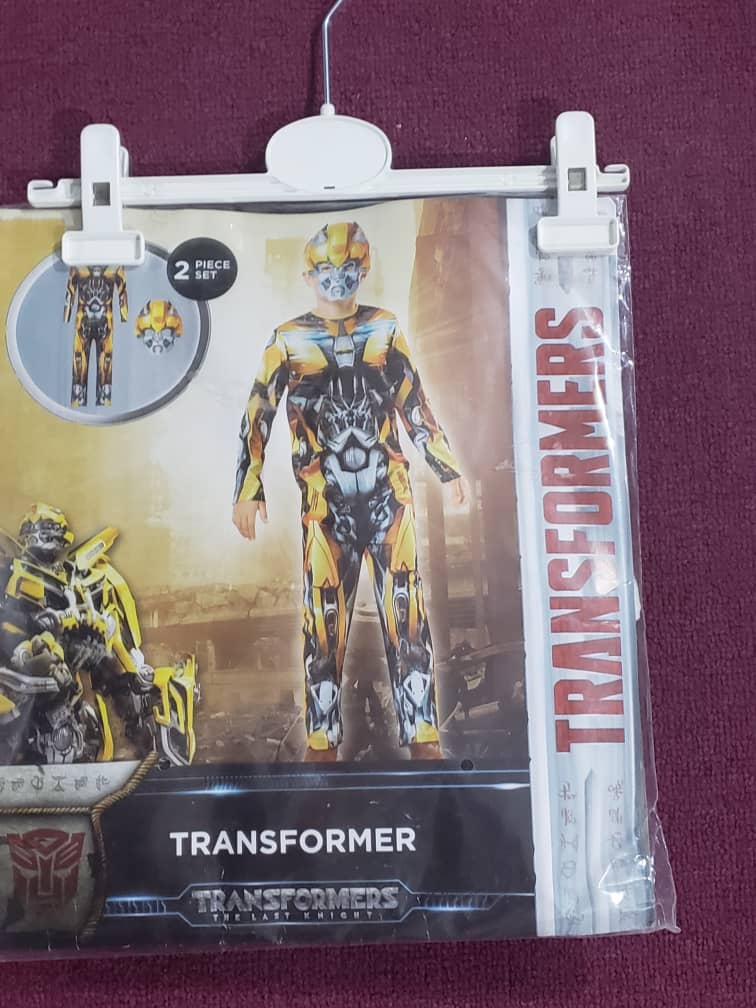 2 PIECE
SET
TRANSFORMERS
TRANSFORMER
TRANSFORMERS
THE LAST KNIGHT